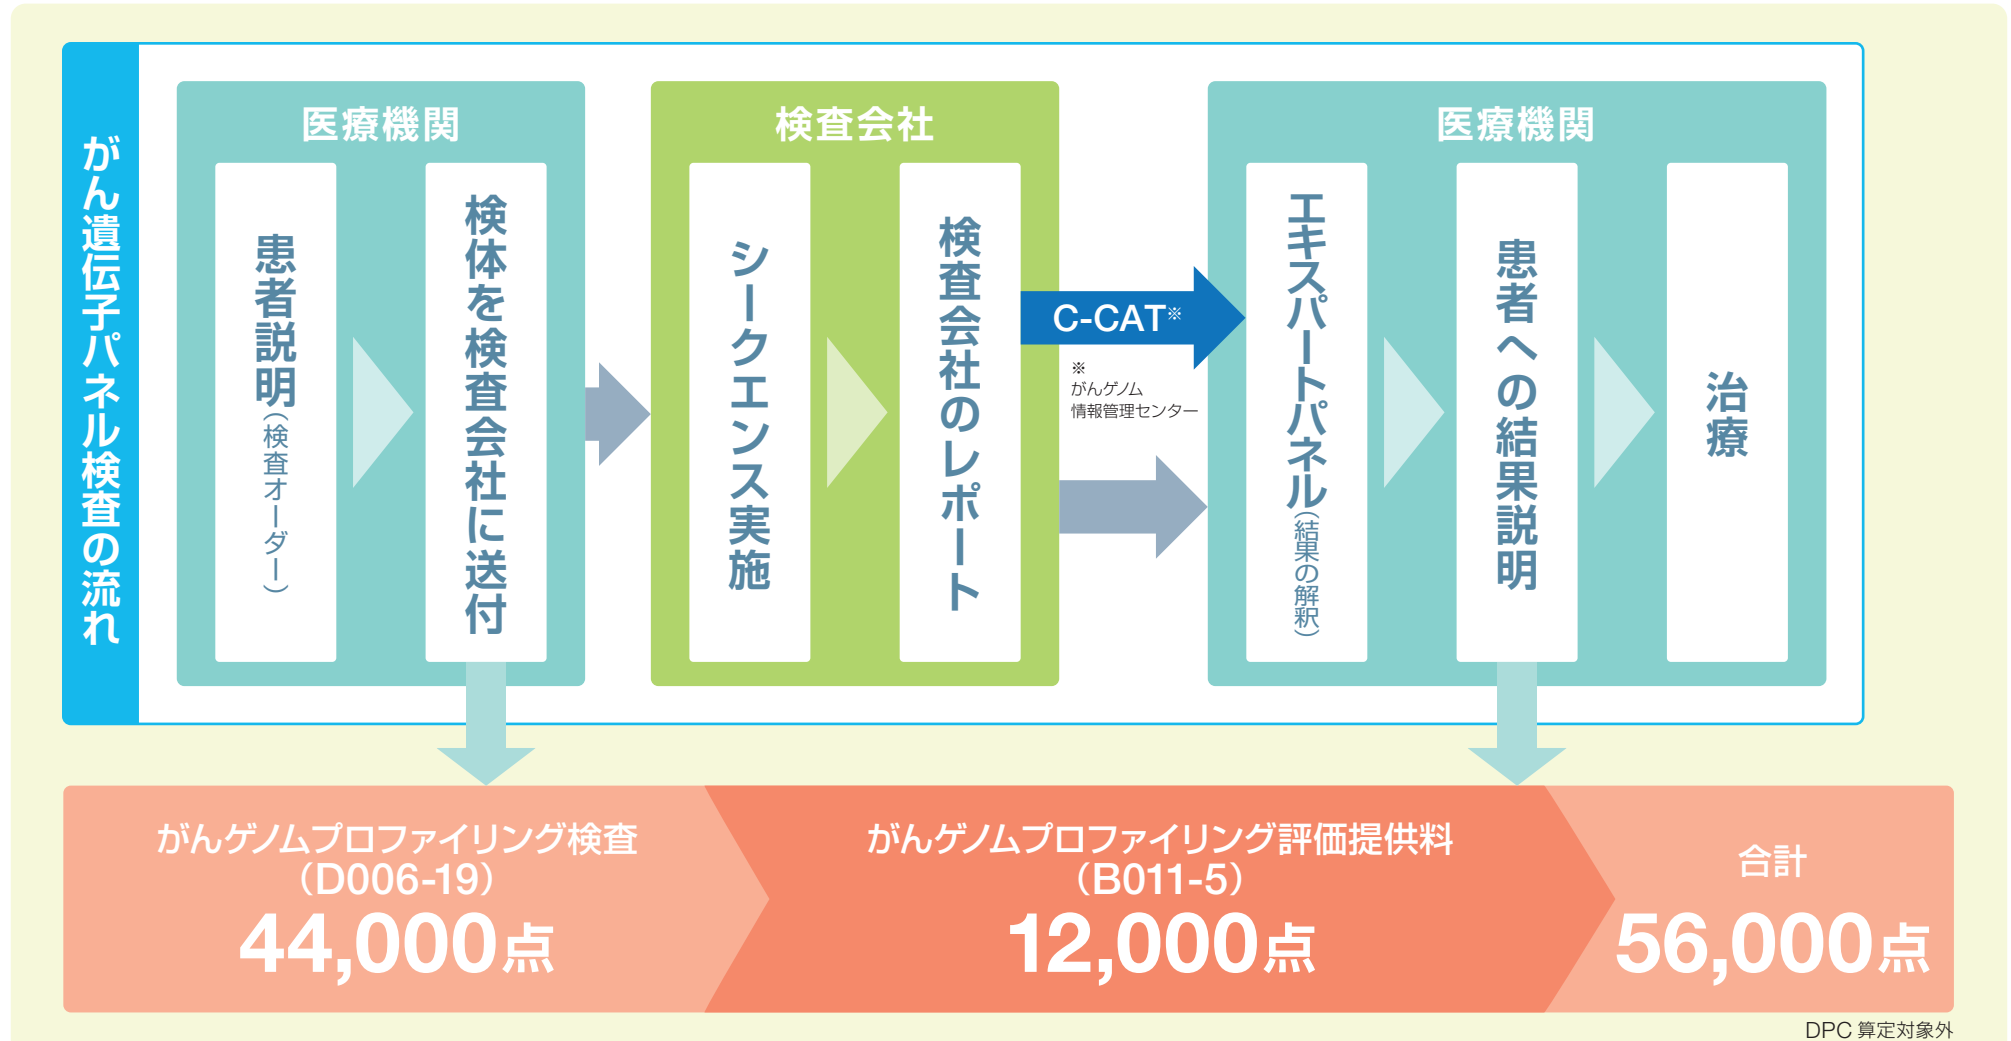 がん遺伝子パネル検査の流れ
医療機関
患者説明(検査オーダー)
検体を検査会社に送付
検査会社
シークエンス実施
検査会社のレポート
C-CAT※
※
がんゲノム
情報管理センター
医療機関
エキスパートパネル(結果の解釈)
患者への結果説明
治療
がんゲノムプロファイリング検査
(D006-19)
44,000点
がんゲノムプロファイリング評価提供料
(B011-5)
12,000点
合計
56,000点
DPC 算定対象外